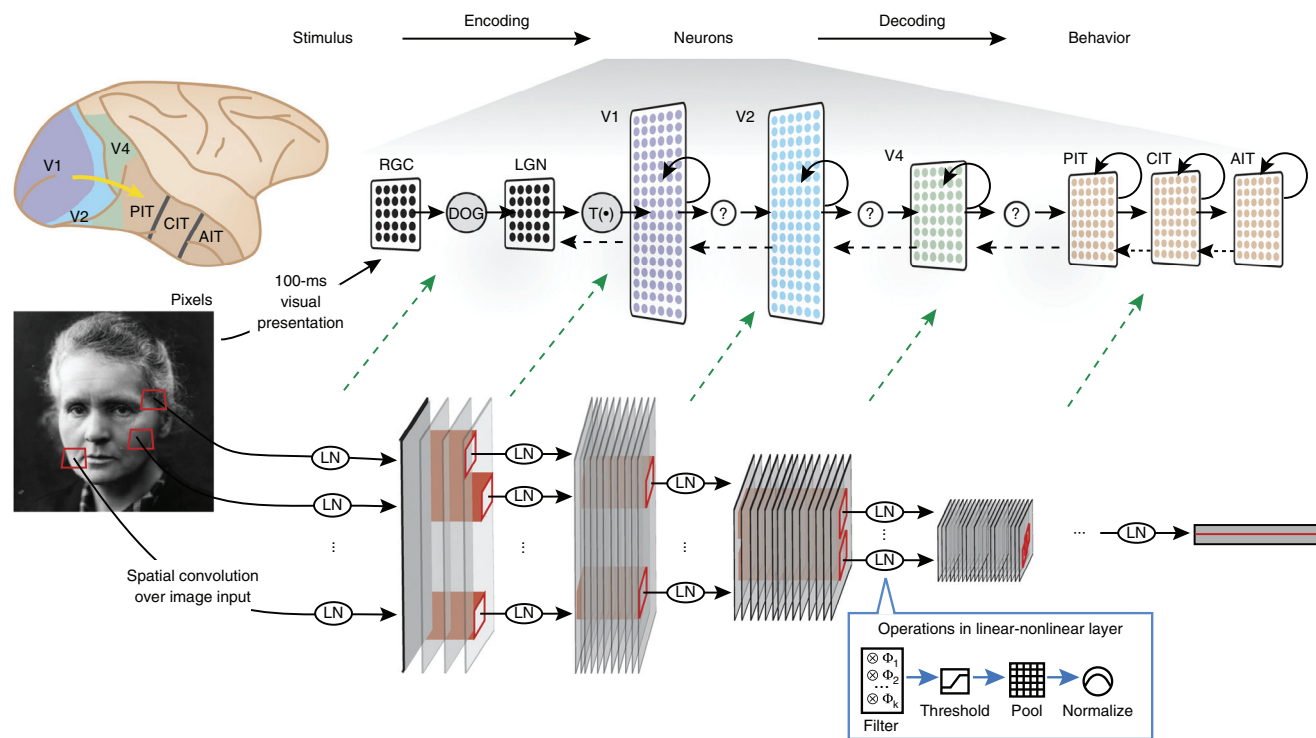 Stimulus
Encoding
Neurons
Decoding
Behavior
V1
V2
V4
PIT
CIT
AIT
RGC
DOG
LGN
T(•)
V1
?
V2
?
V4
?
PIT
CIT
AIT
Pixels
100-ms
visual
presentation
LN
LN
...
LN
Spatial convolution
over image input
LN
LN
...
LN
LN
...
LN
LN
...
LN
...
LN
Operations in linear-nonlinear layer
⊗ Φ1
⊗ Φ2
...
⊗ Φk
Filter
Threshold
Pool
Normalize